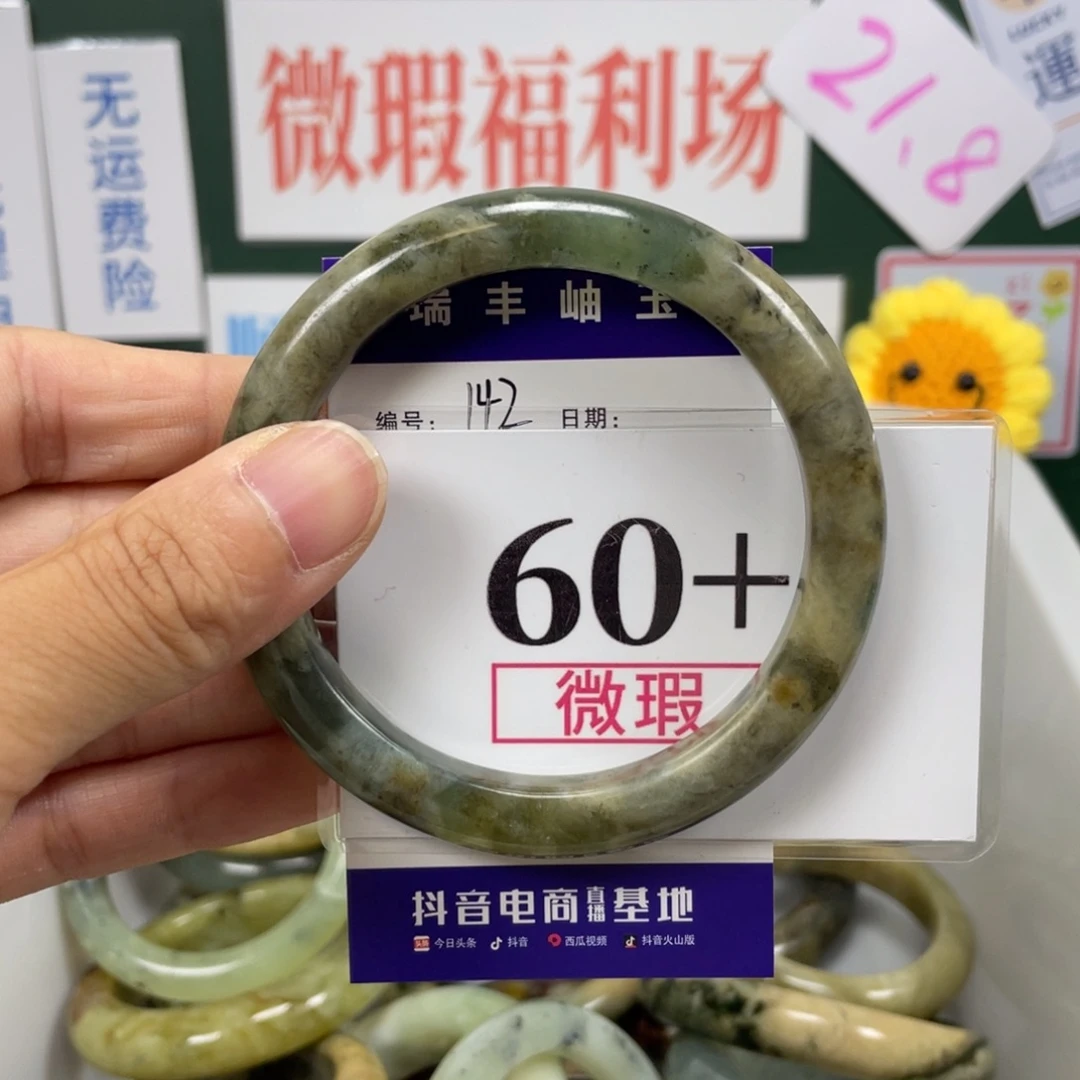 微瑕福利场
21.8
無运费险
運
瑞丰岫玉
编号: 142 日期:
60+
微瑕
抖音电商直播基地
今日头条 抖音 西瓜视频 抖音火山版